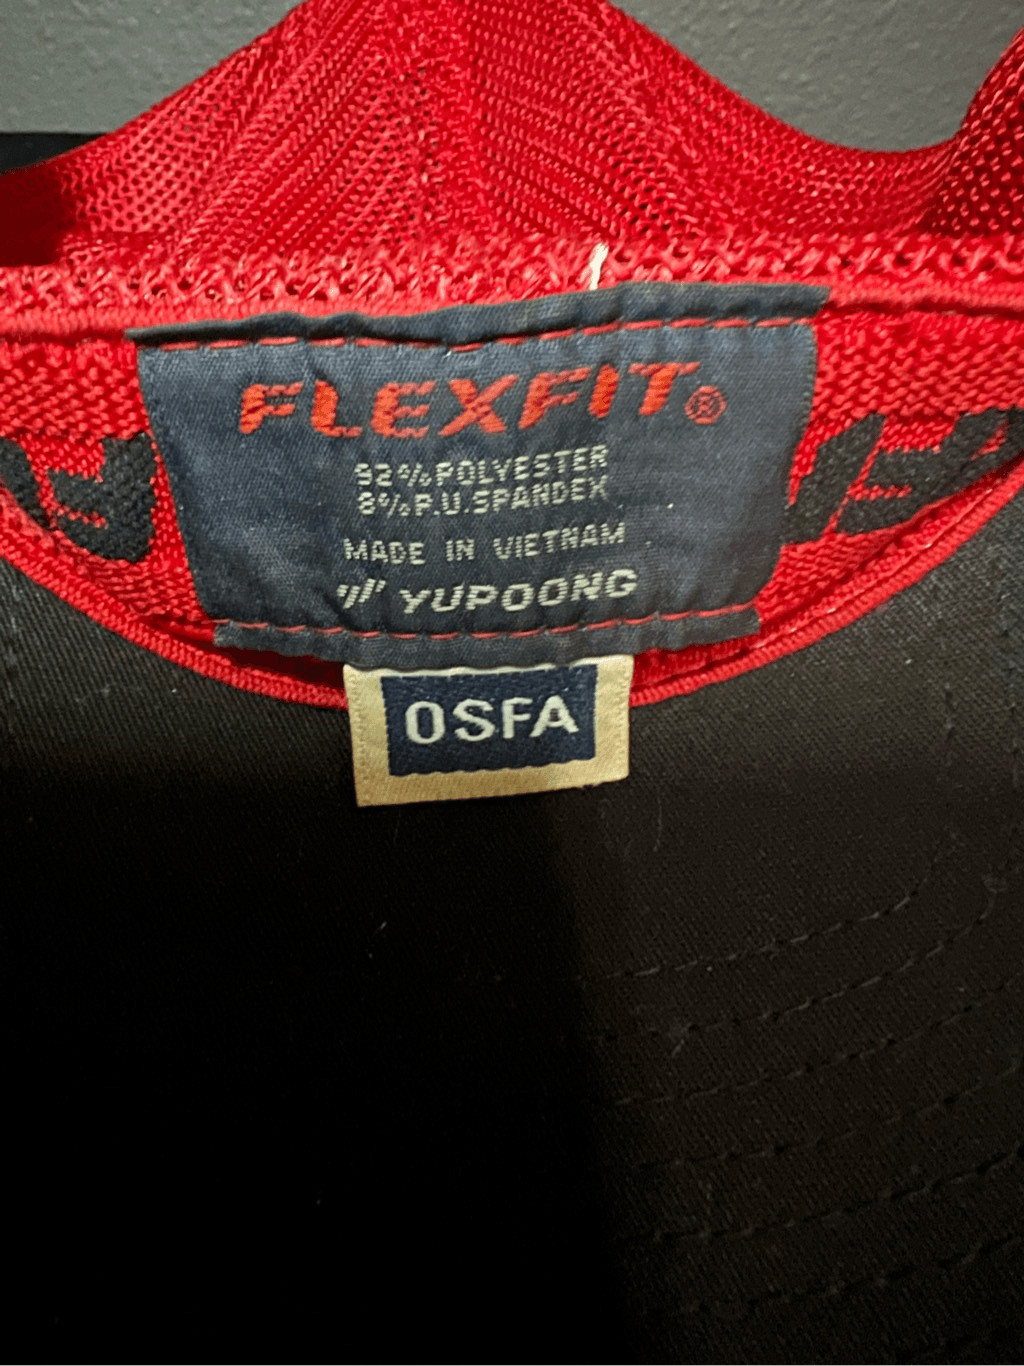 FLEXFIT®
92%POLYESTER
8%P.U.SPANDEX
MADE IN VIETNAM
YUPOONG
OSFA